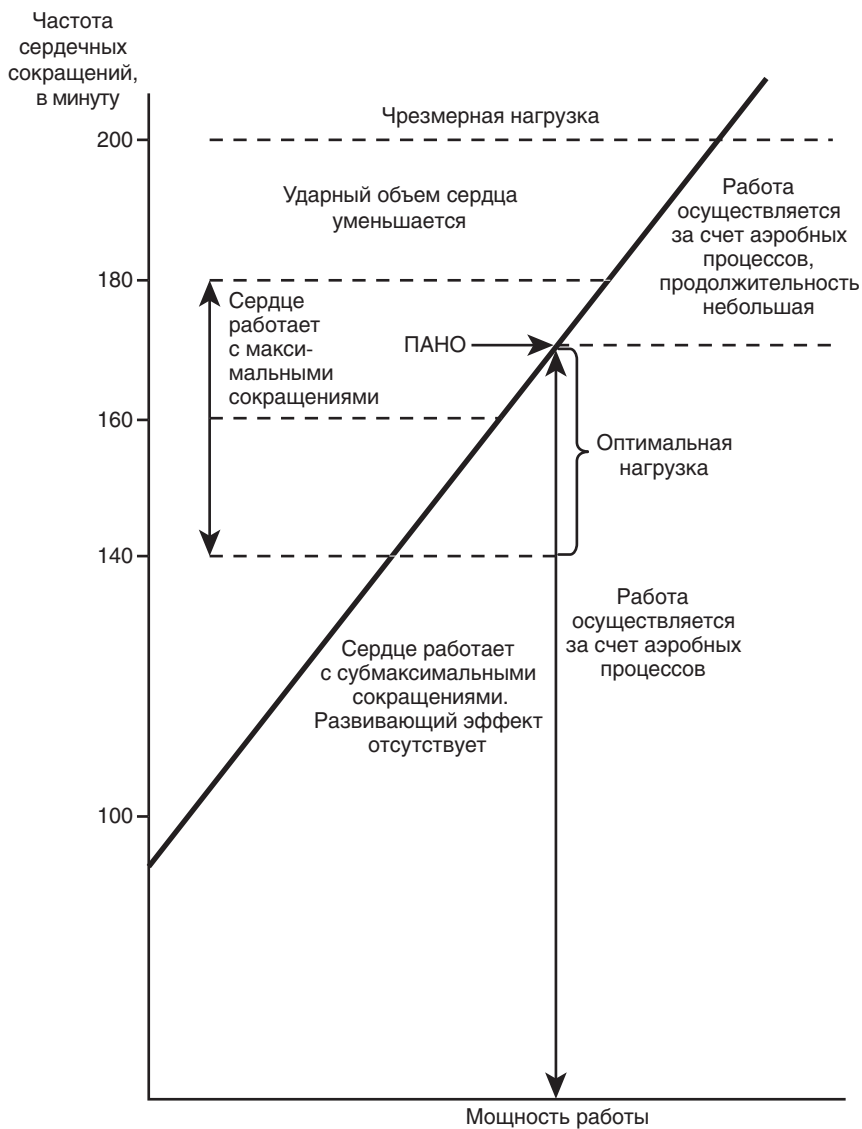 Частота
сердечных
сокращений,
в минуту
Чрезмерная нагрузка
200
Ударный объем сердца
уменьшается
Работа
осуществляется
за счет аэробных
процессов,
продолжительность
небольшая
180
Сердце
работает
с макси-
мальными
сокращениями
ПАНО
160
Оптимальная
нагрузка
140
Работа
осуществляется
за счет аэробных
процессов
Сердце работает
с субмаксимальными
сокращениями.
Развивающий эффект
отсутствует
100
Мощность работы